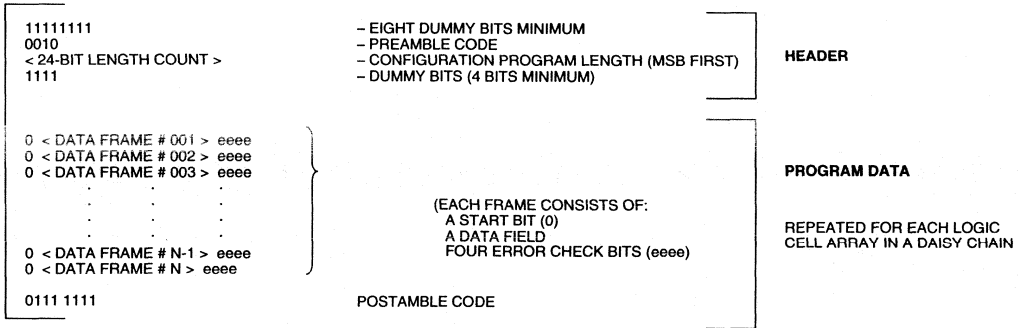 11111111 – EIGHT DUMMY BITS MINIMUM
0010 – PREAMBLE CODE
< 24-BIT LENGTH COUNT > – CONFIGURATION PROGRAM LENGTH (MSB FIRST)
1111 – DUMMY BITS (4 BITS MINIMUM)
HEADER
0 < DATA FRAME # 001 > eeee
0 < DATA FRAME # 002 > eeee
0 < DATA FRAME # 003 > eeee
. . .
. . .
. . .
. . .
0 < DATA FRAME # N-1 > eeee
0 < DATA FRAME # N > eeee
(EACH FRAME CONSISTS OF:
A START BIT (0)
A DATA FIELD
FOUR ERROR CHECK BITS (eeee)
PROGRAM DATA
REPEATED FOR EACH LOGIC
CELL ARRAY IN A DAISY CHAIN
0111 1111 POSTAMBLE CODE